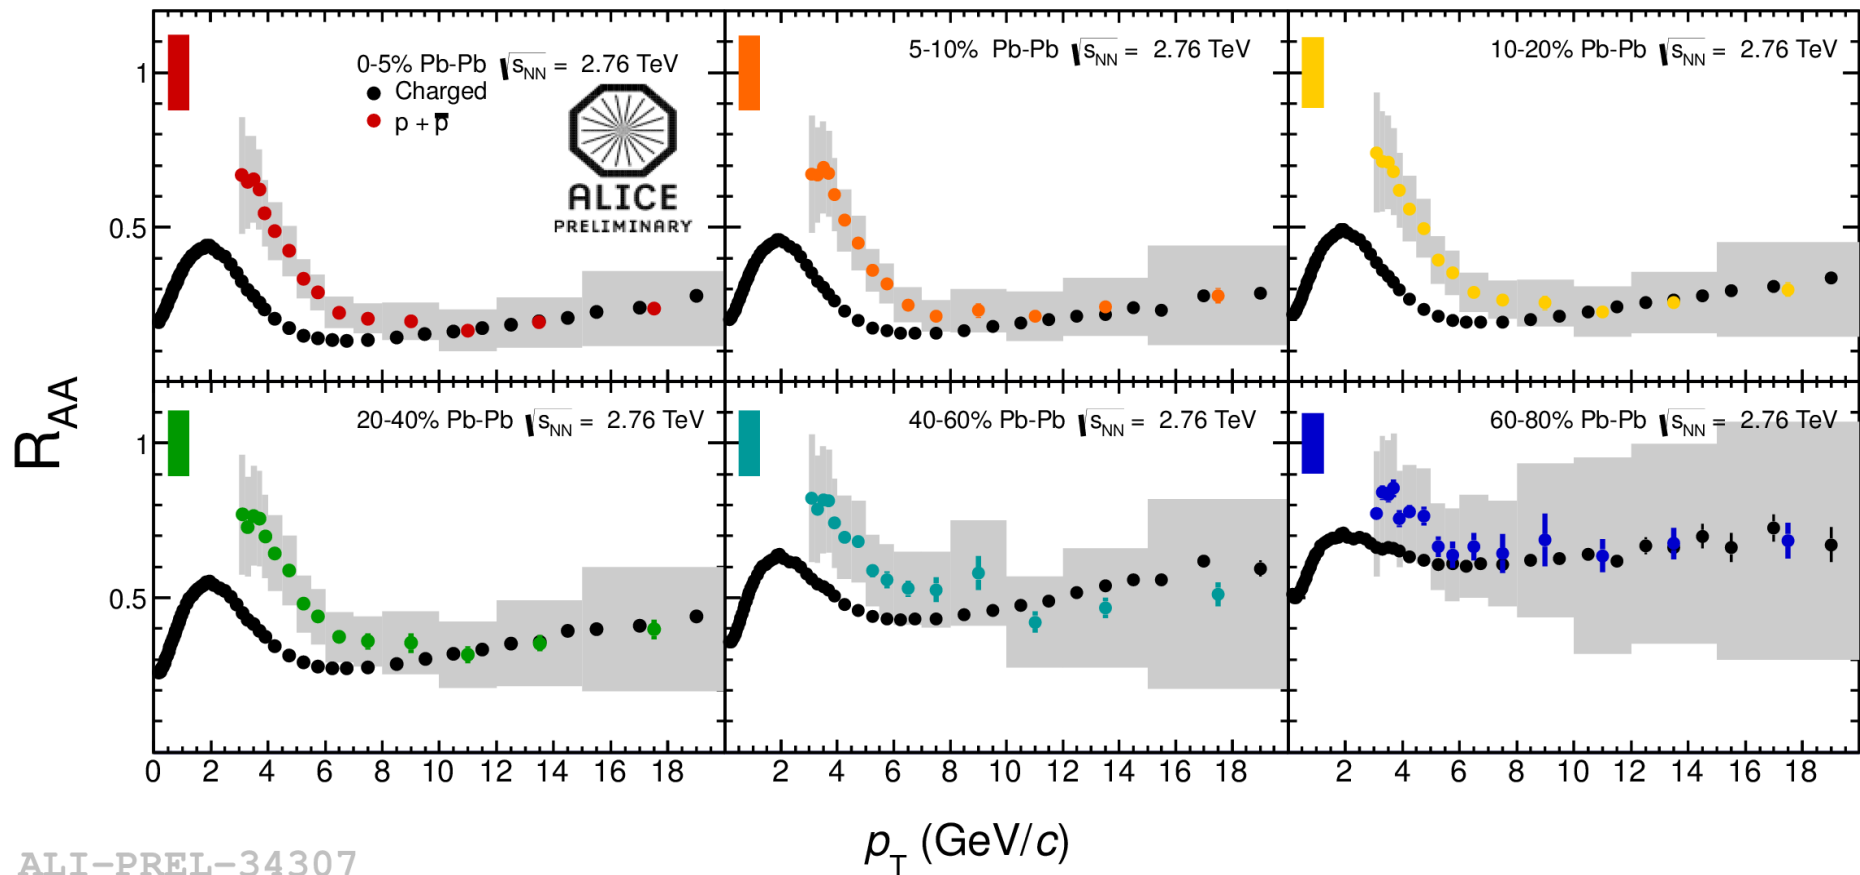 0-5% Pb-Pb √sNN = 2.76 TeV
Charged
p + p̅
ALICE
PRELIMINARY
5-10% Pb-Pb √sNN = 2.76 TeV
10-20% Pb-Pb √sNN = 2.76 TeV
1
0.5
RAA
20-40% Pb-Pb √sNN = 2.76 TeV
40-60% Pb-Pb √sNN = 2.76 TeV
60-80% Pb-Pb √sNN = 2.76 TeV
1
0.5
0 2 4 6 8 10 12 14 16 18 2 4 6 8 10 12 14 16 18 2 4 6 8 10 12 14 16 18
pT (GeV/c)
ALI-PREL-34307